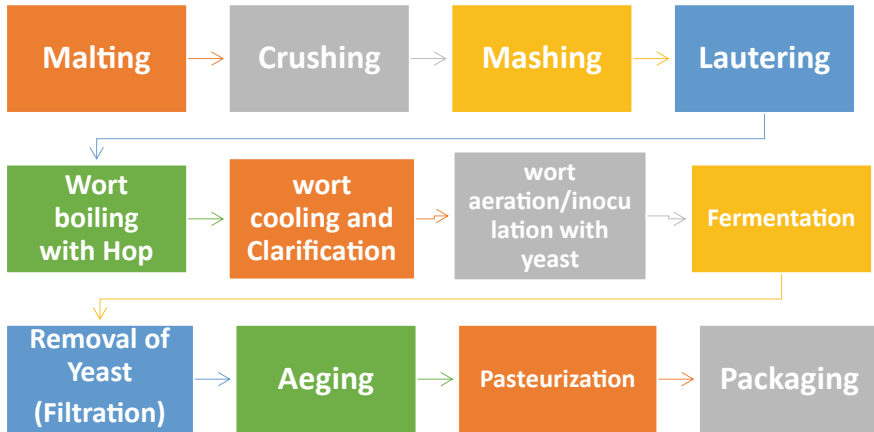 Malting
Crushing
Mashing
Lautering
Wort
boiling
with Hop
wort
cooling and
Clarification
wort
aeration/inocu
lation with
yeast
Fermentation
Removal of
Yeast
(Filtration)
Aeging
Pasteurization
Packaging